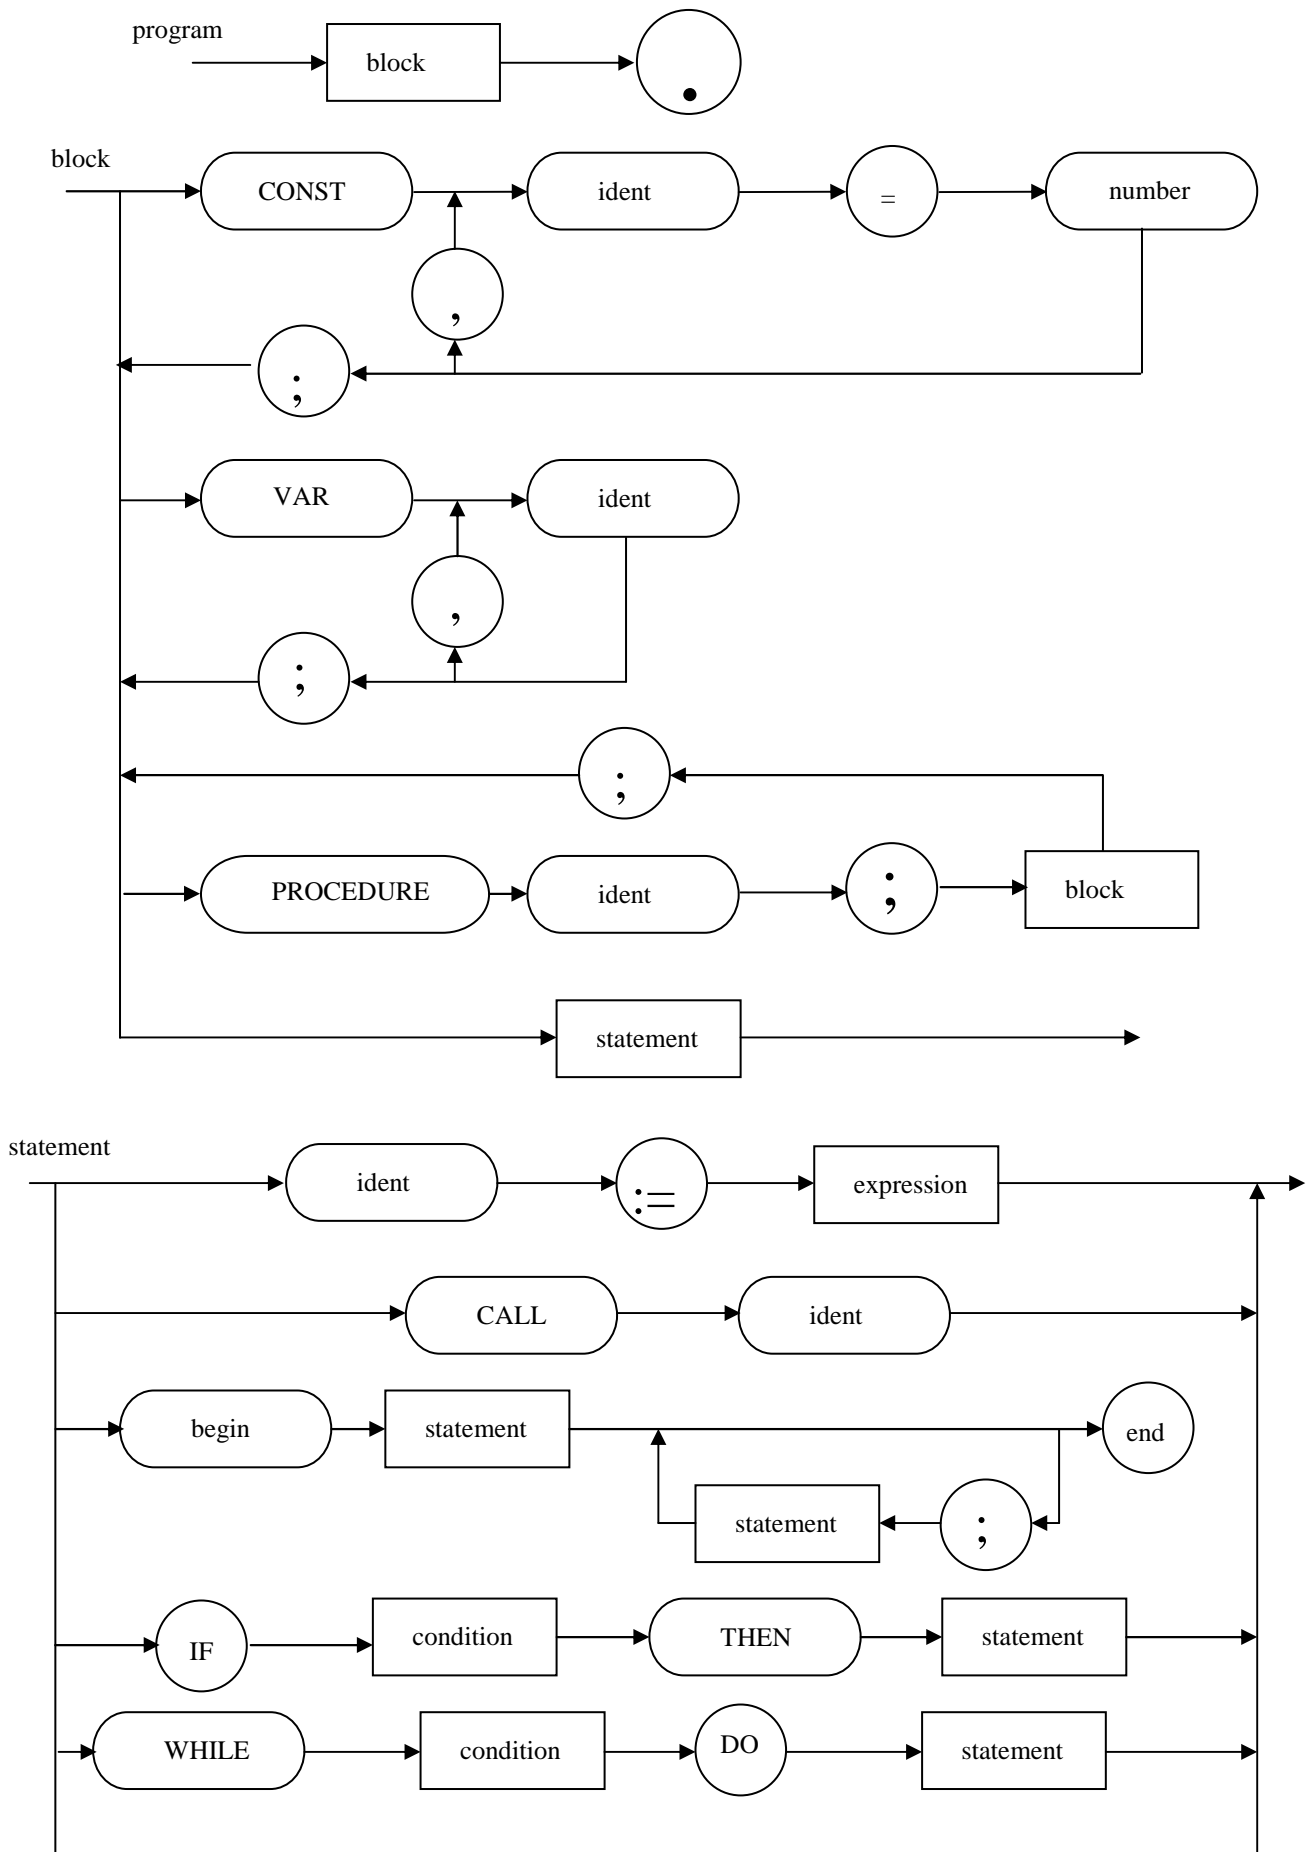 program
block .
block
CONST ident = number
,
;
VAR ident
,
;
;
PROCEDURE ident ; block
statement
statement
ident := expression
CALL ident
begin statement end
statement ;
IF condition THEN statement
WHILE condition DO statement